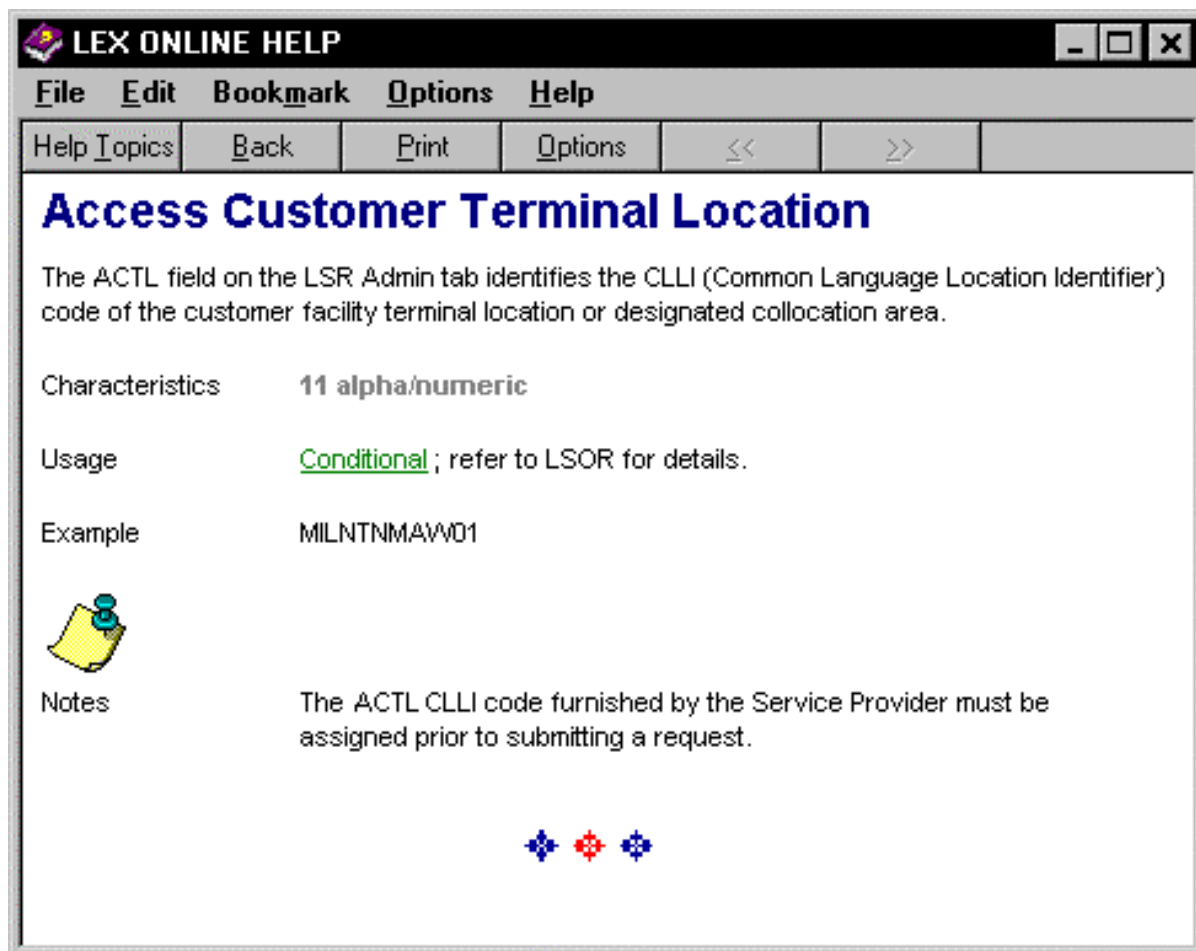 LEX ONLINE HELP
File Edit Bookmark Options Help
Help Topics Back Print Options << >>
Access Customer Terminal Location
The ACTL field on the LSR Admin tab identifies the CLLI (Common Language Location Identifier)
code of the customer facility terminal location or designated collocation area.
Characteristics 11 alpha/numeric
Usage Conditional ; refer to LSOR for details.
Example MILNTNMAW01
Notes The ACTL CLLI code furnished by the Service Provider must be
assigned prior to submitting a request.